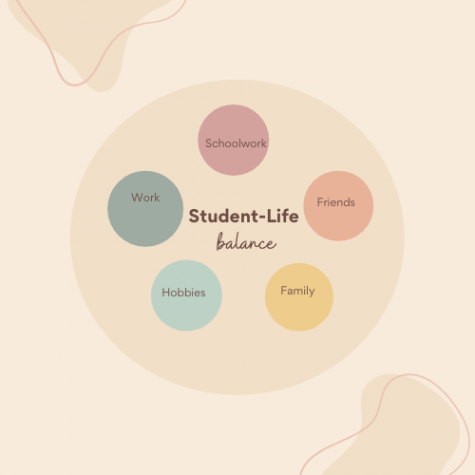 Schoolwork
Work
Friends
Student-Life
balance
Hobbies
Family